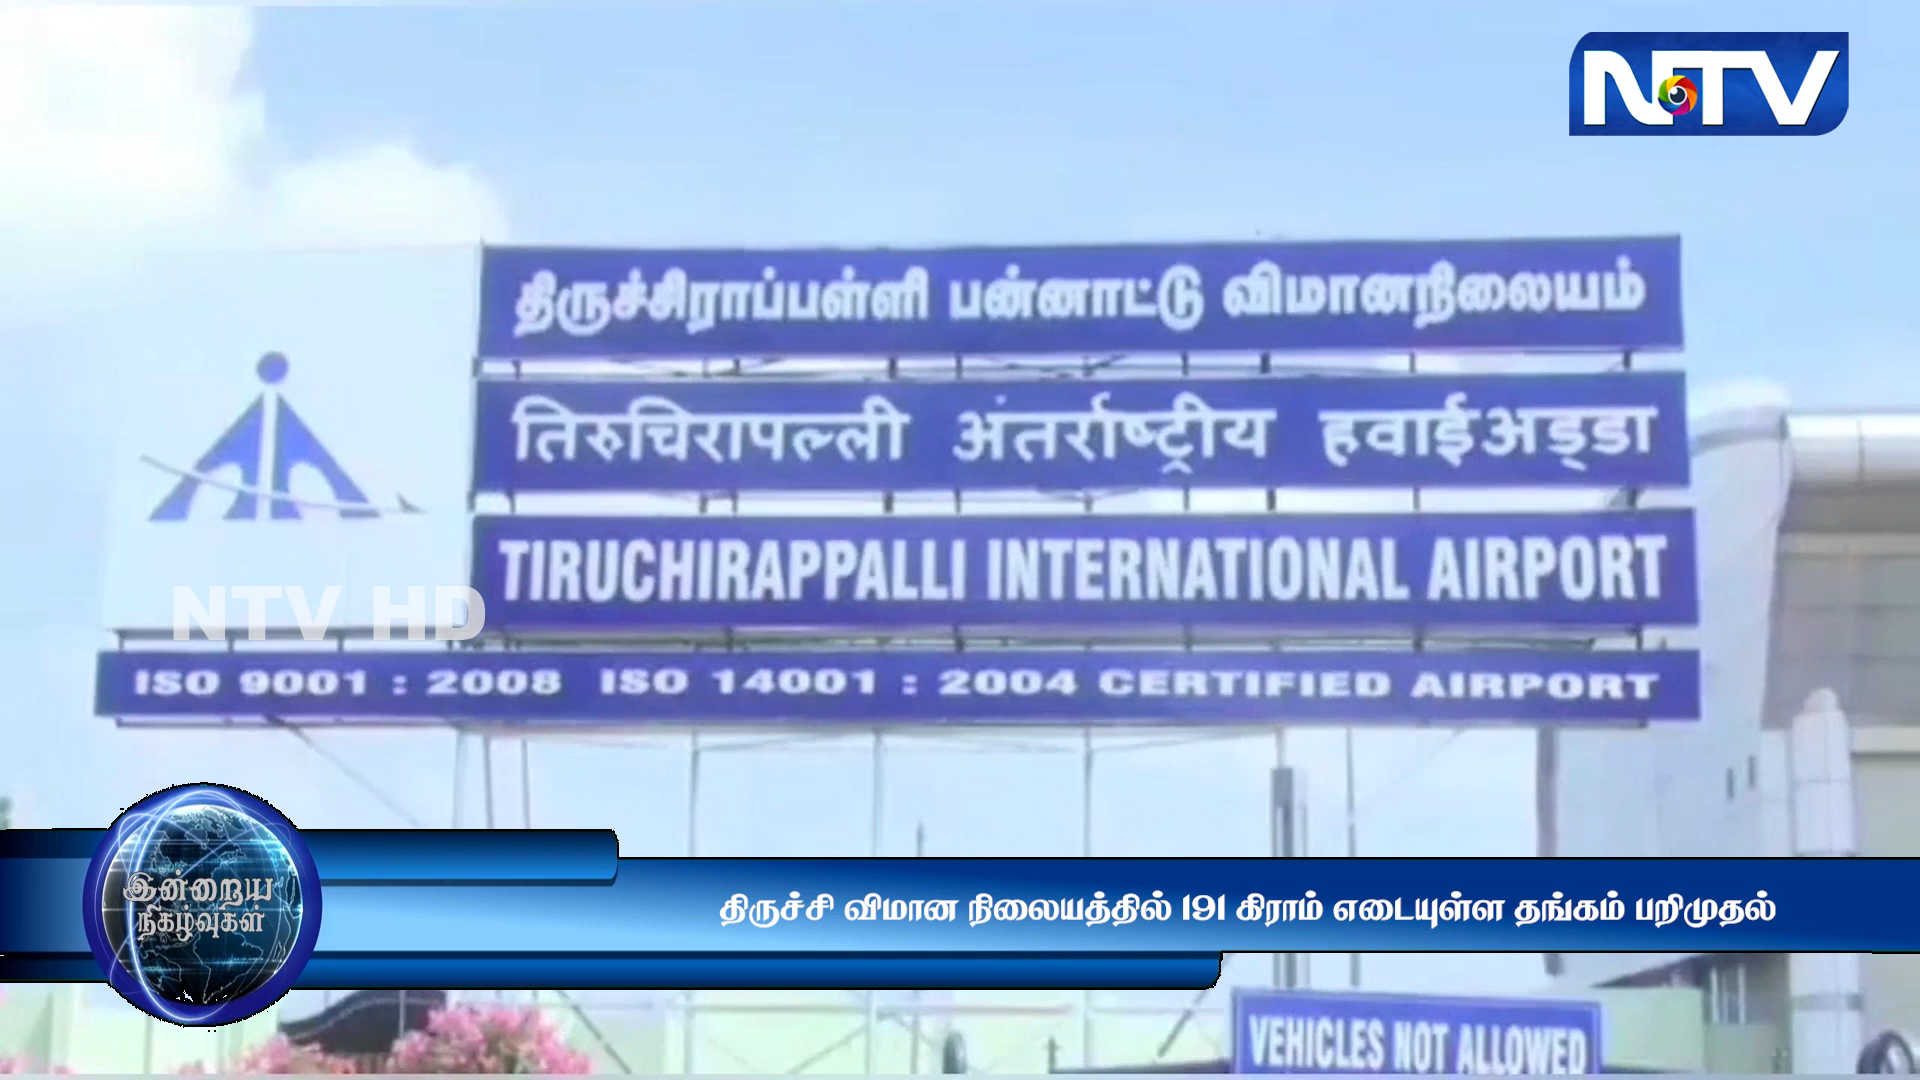 NTV
திருச்சிராப்பள்ளி பன்னாட்டு விமானநிலையம்
तिरुचिरापल्ली अंतर्राष्ट्रीय हवाईअड्डा
TIRUCHIRAPPALLI INTERNATIONAL AIRPORT
NTV HD
ISO 9001 : 2008 ISO 14001 : 2004 CERTIFIED AIRPORT
இன்றைய
நிகழ்வுகள்
திருச்சி விமான நிலையத்தில் 191 கிராம் எடையுள்ள தங்கம் பறிமுதல்
VEHICLES NOT ALLOWED